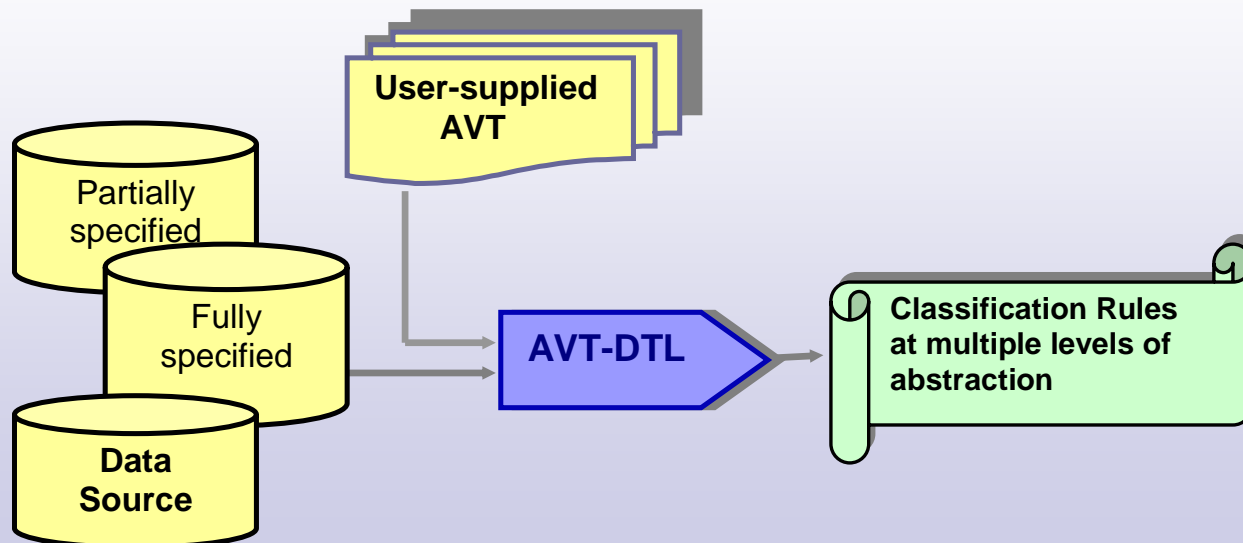 User-supplied
AVT
Partially
specified
Fully
specified
Data
Source
AVT-DTL
Classification Rules
at multiple levels of
abstraction